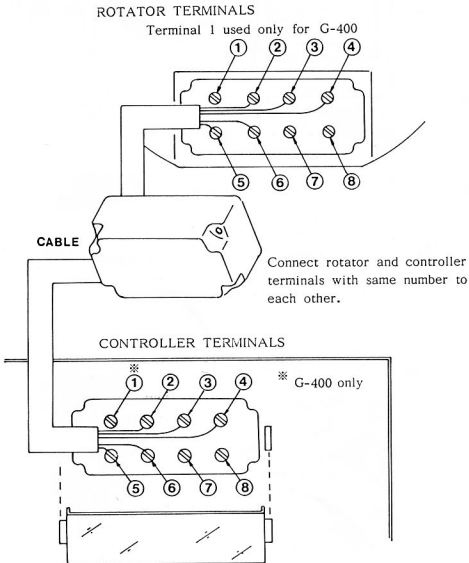 ROTATOR TERMINALS
Terminal 1 used only for G-400
① ② ③ ④
⑤ ⑥ ⑦ ⑧
CABLE
Connect rotator and controller
terminals with same number to
each other.
CONTROLLER TERMINALS
※ ※ G-400 only
① ② ③ ④
⑤ ⑥ ⑦ ⑧